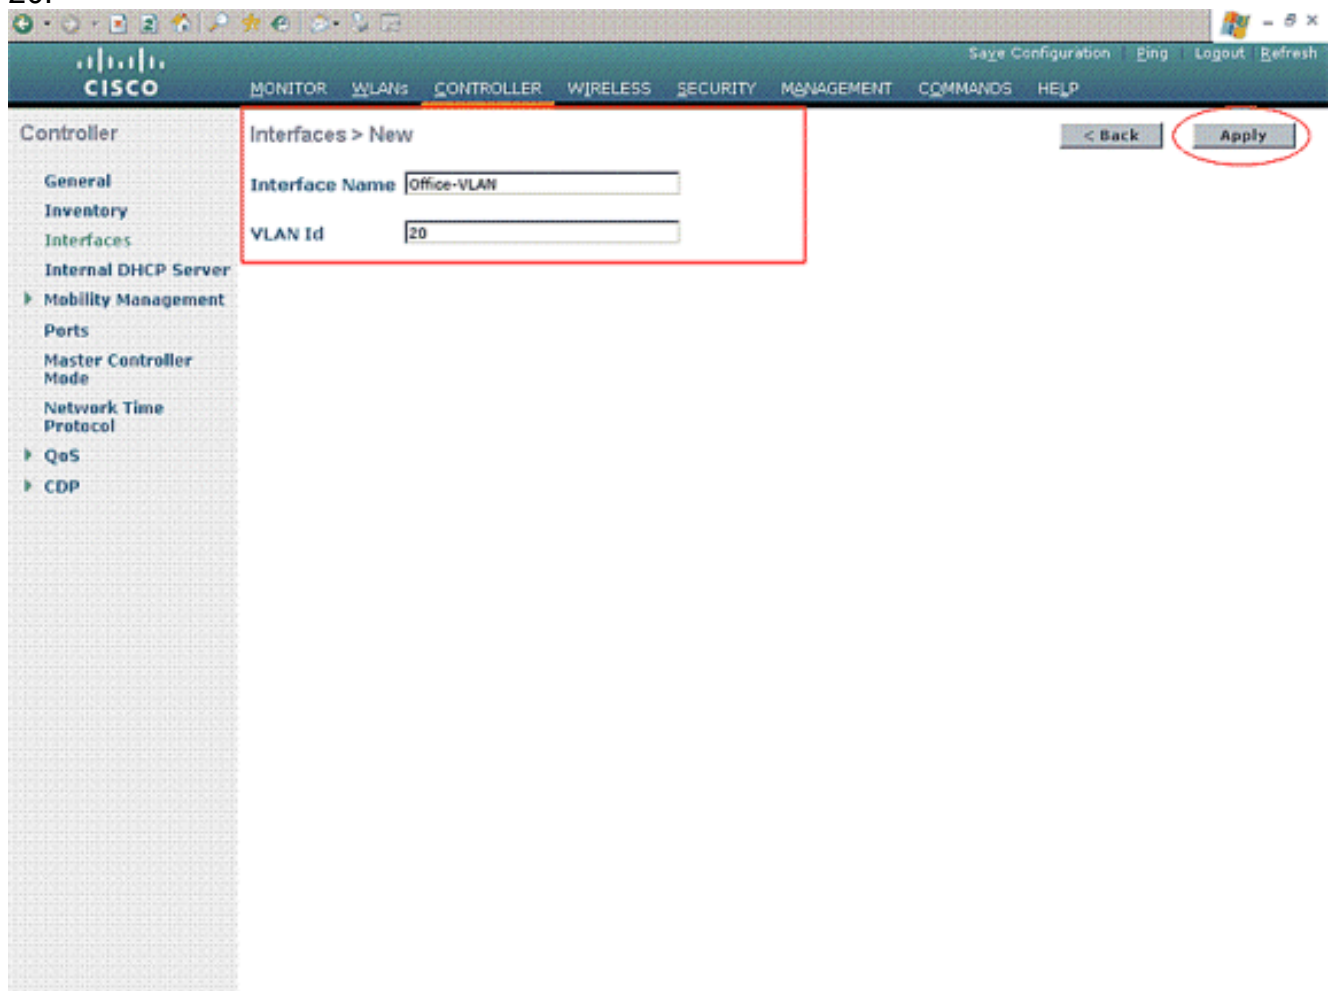 20.
Save Configuration Ping Logout Refresh
CISCO
MONITOR WLANs CONTROLLER WIRELESS SECURITY MANAGEMENT COMMANDS HELP
Controller
General
Inventory
Interfaces
Internal DHCP Server
Mobility Management
Ports
Master Controller
Mode
Network Time
Protocol
QoS
CDP
Interfaces > New
< Back Apply
Interface Name Office-VLAN
VLAN Id 20